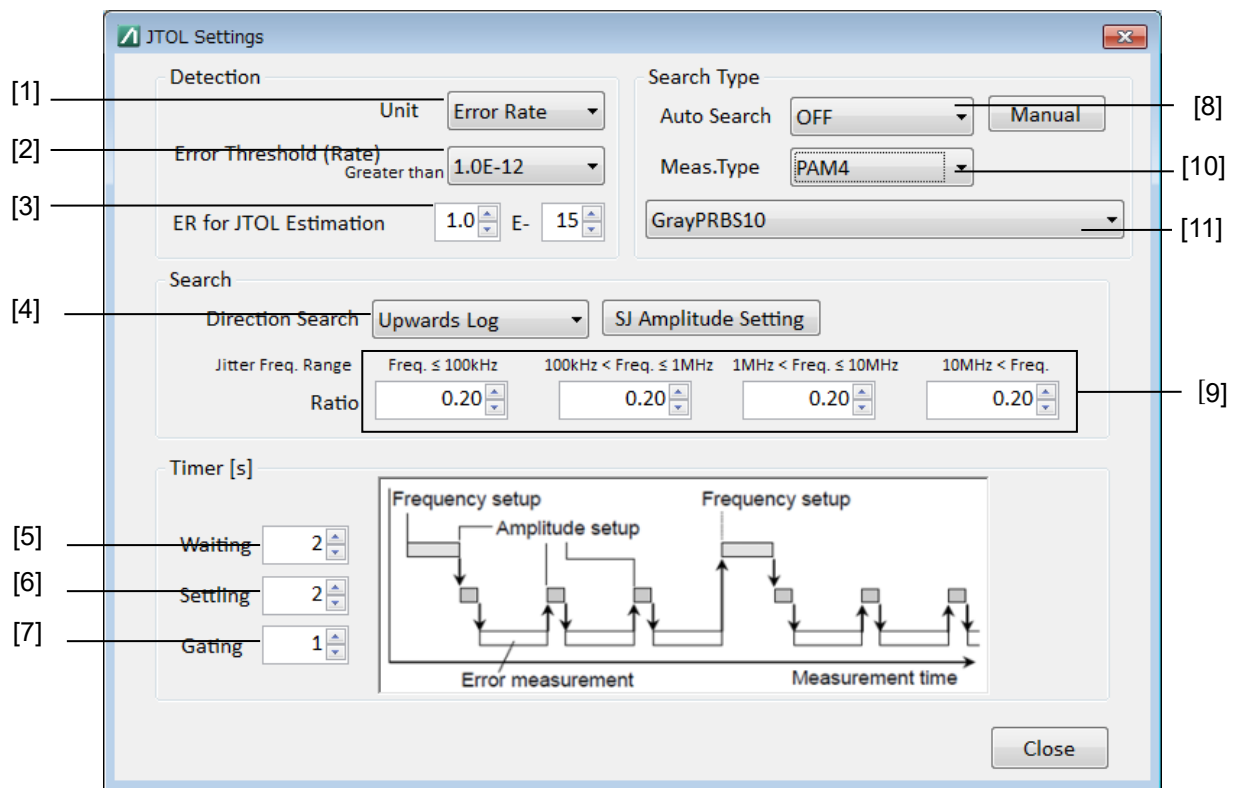 JTOL Settings
Detection
Search Type
[1]
Unit Error Rate
Auto Search OFF Manual
[8]
[2]
Error Threshold (Rate)
Greater than 1.0E-12
Meas.Type PAM4
[10]
[3]
ER for JTOL Estimation 1.0 E- 15
GrayPRBS10
[11]
Search
[4]
Direction Search Upwards Log SJ Amplitude Setting
Jitter Freq. Range Freq. ≤ 100kHz 100kHz < Freq. ≤ 1MHz 1MHz < Freq. ≤ 10MHz 10MHz < Freq.
Ratio 0.20 0.20 0.20 0.20
[9]
Timer [s]
Frequency setup Frequency setup
Amplitude setup
[5]
Waiting 2
[6]
Settling 2
[7]
Gating 1
Error measurement Measurement time
Close